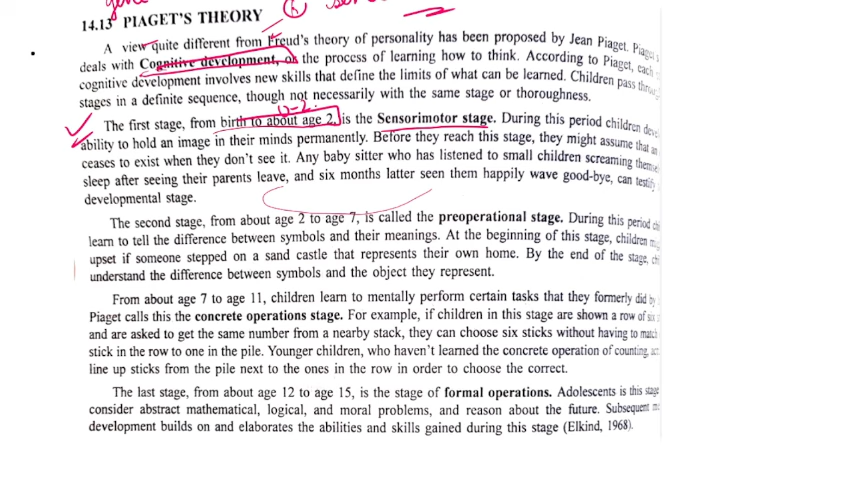 14.13 PIAGET'S THEORY
A view quite different from Freud's theory of personality has been proposed by Jean Piaget. Piaget's
deals with Cognitive development, or the process of learning how to think. According to Piaget, each
cognitive development involves new skills that define the limits of what can be learned. Children pass through
stages in a definite sequence, though not necessarily with the same stage or thoroughness.
0-2
The first stage, from birth to about age 2, is the Sensorimotor stage. During this period children
ability to hold an image in their minds permanently. Before they reach this stage, they might assume that an
ceases to exist when they don't see it. Any baby sitter who has listened to small children screaming
sleep after seeing their parents leave, and six months latter seen them happily wave good-bye, can testify
developmental stage.
The second stage, from about age 2 to age 7, is called the preoperational stage. During this period
learn to tell the difference between symbols and their meanings. At the beginning of this stage, children
upset if someone stepped on a sand castle that represents their own home. By the end of the stage,
understand the difference between symbols and the object they represent.
From about age 7 to age 11, children learn to mentally perform certain tasks that they formerly did by
Piaget calls this the concrete operations stage. For example, if children in this stage are shown a row of six
and are asked to get the same number from a nearby stack, they can choose six sticks without having to match
stick in the row to one in the pile. Younger children, who haven't learned the concrete operation of counting,
line up sticks from the pile next to the ones in the row in order to choose the correct.
The last stage, from about age 12 to age 15, is the stage of formal operations. Adolescents is this stage
consider abstract mathematical, logical, and moral problems, and reason about the future. Subsequent
development builds on and elaborates the abilities and skills gained during this stage (Elkind, 1968).